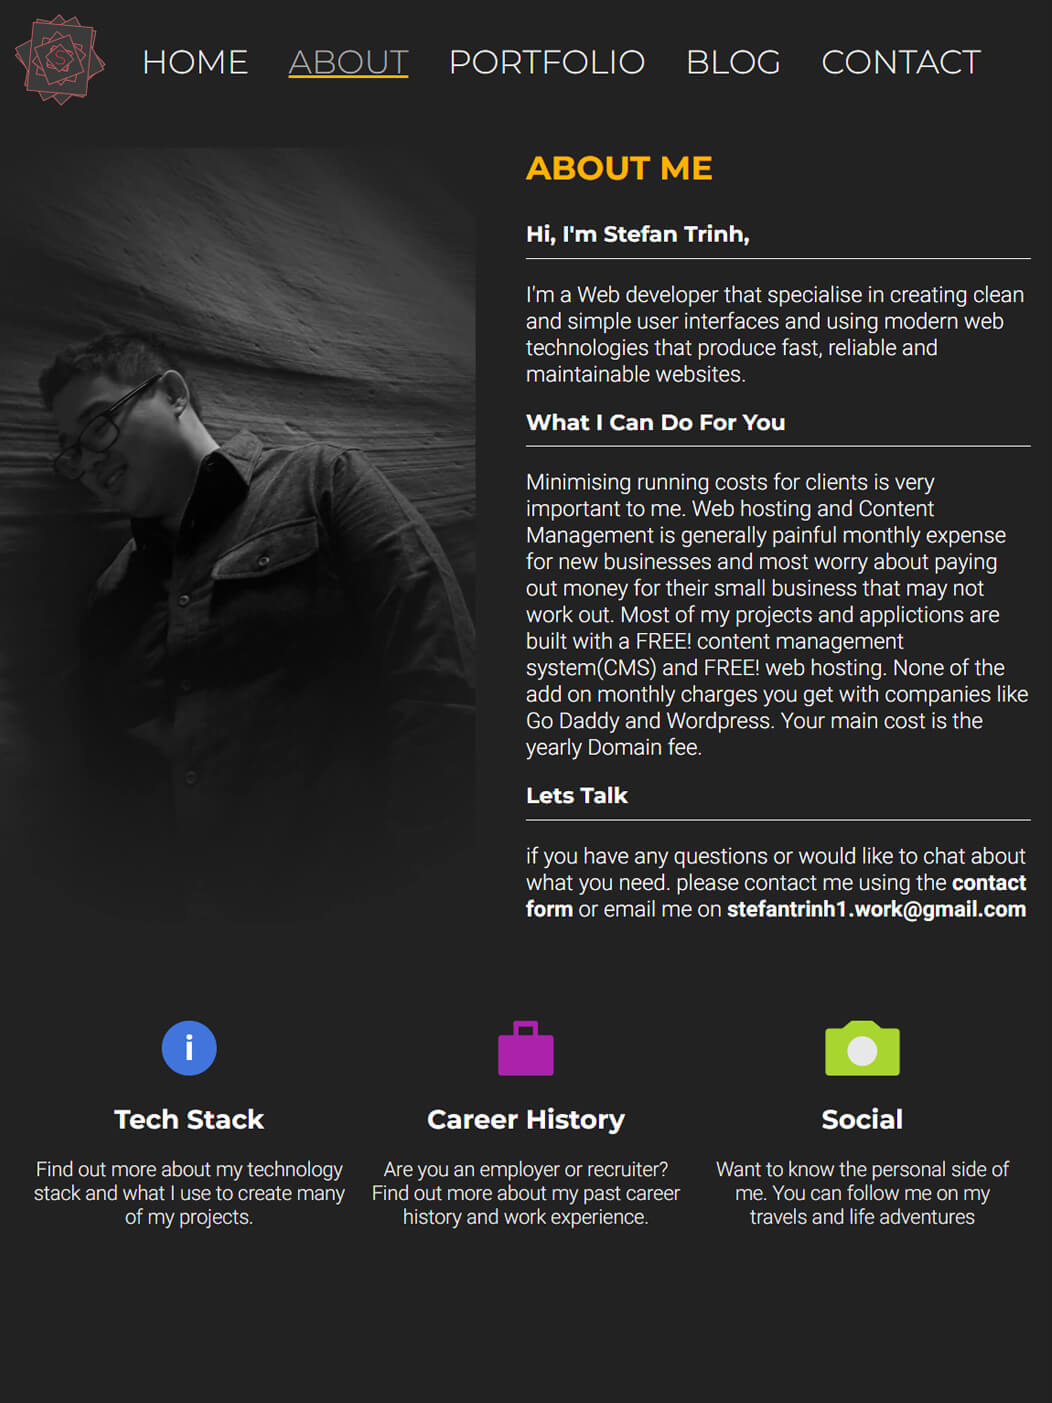 S
HOME ABOUT PORTFOLIO BLOG CONTACT
ABOUT ME
Hi, I'm Stefan Trinh,
I'm a Web developer that specialise in creating clean
and simple user interfaces and using modern web
technologies that produce fast, reliable and
maintainable websites.
What I Can Do For You
Minimising running costs for clients is very
important to me. Web hosting and Content
Management is generally painful monthly expense
for new businesses and most worry about paying
out money for their small business that may not
work out. Most of my projects and applictions are
built with a FREE! content management
system(CMS) and FREE! web hosting. None of the
add on monthly charges you get with companies like
Go Daddy and Wordpress. Your main cost is the
yearly Domain fee.
Lets Talk
if you have any questions or would like to chat about
what you need. please contact me using the contact
form or email me on stefantrinh1.work@gmail.com
i
Tech Stack
Find out more about my technology
stack and what I use to create many
of my projects.
Career History
Are you an employer or recruiter?
Find out more about my past career
history and work experience.
Social
Want to know the personal side of
me. You can follow me on my
travels and life adventures